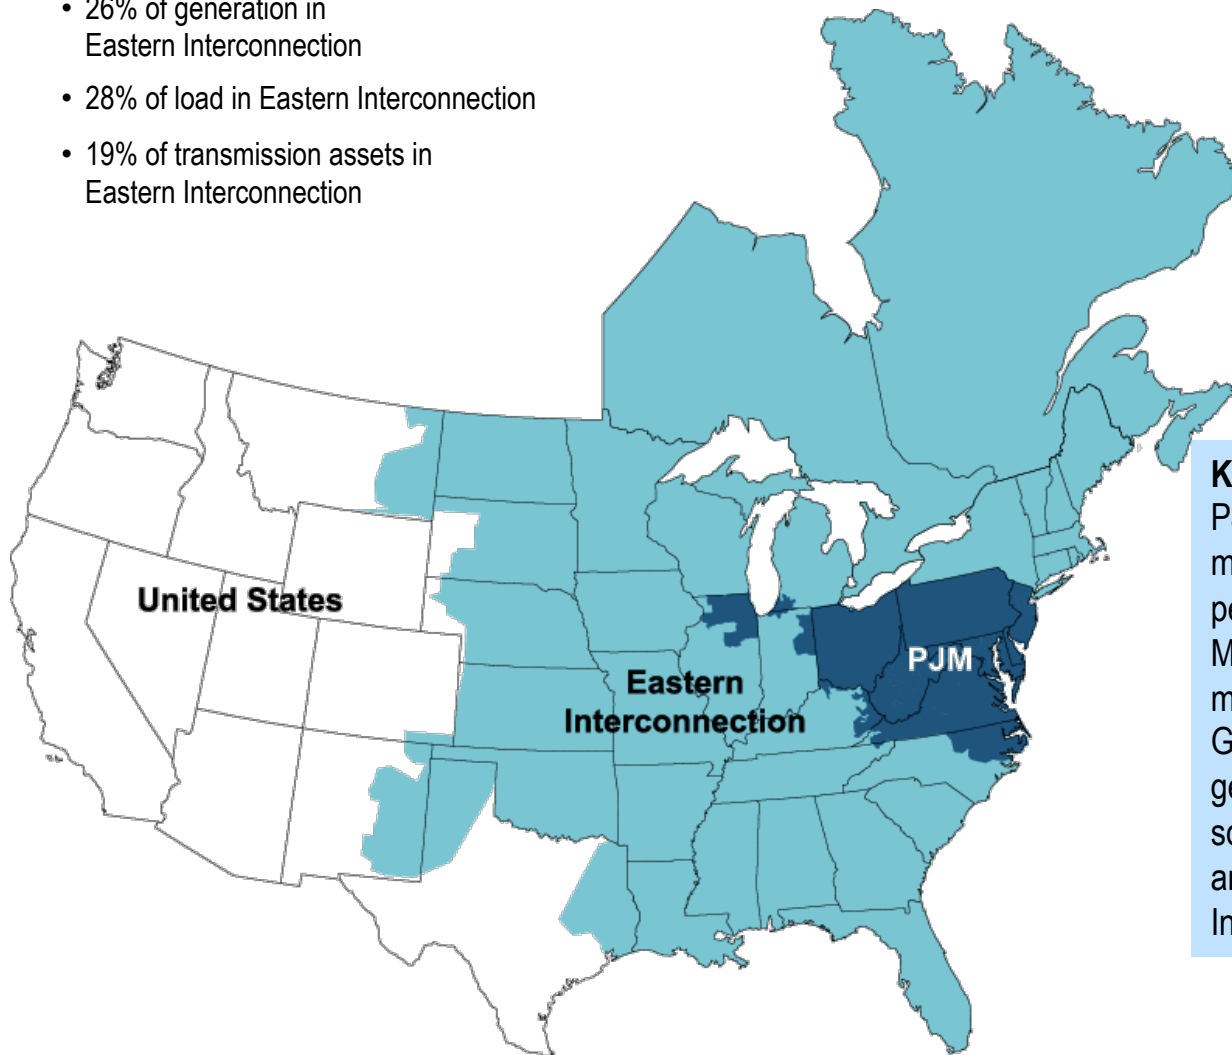 • 26% of generation in
Eastern Interconnection
• 28% of load in Eastern Interconnection
• 19% of transmission assets in
Eastern Interconnection
United States
Eastern
Interconnection
PJM